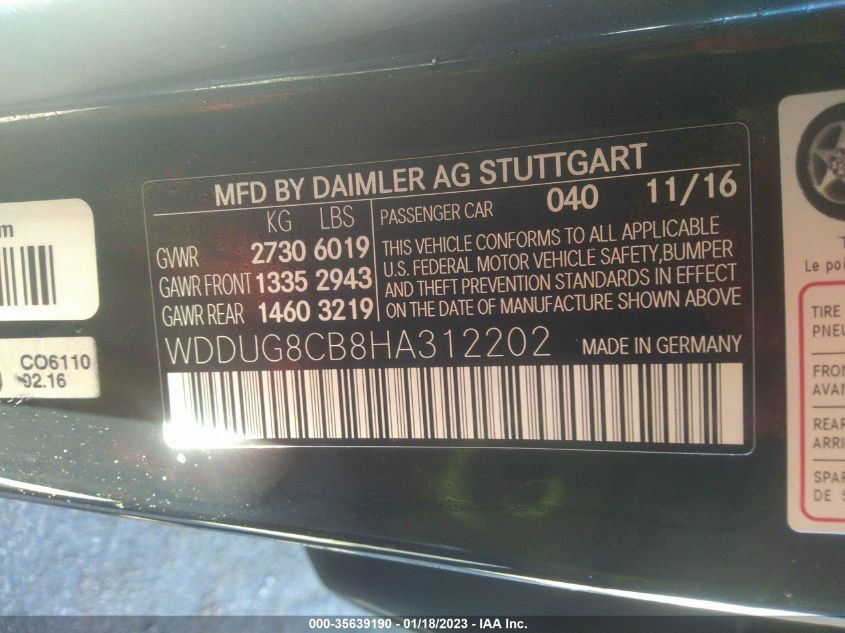 MFD BY DAIMLER AG STUTTGART
KG LBS
GVWR 2730 6019
GAWR FRONT 1335 2943
GAWR REAR 1460 3219
PASSENGER CAR 040 11/16
THIS VEHICLE CONFORMS TO ALL APPLICABLE
U.S. FEDERAL MOTOR VEHICLE SAFETY,BUMPER
AND THEFT PREVENTION STANDARDS IN EFFECT
ON THE DATE OF MANUFACTURE SHOWN ABOVE
WDDUG8CB8HA312202 MADE IN GERMANY
CO6110
02.16
Le poi
TIRE
PNEU
FRON
AVAN
REAR
ARRI
SPAR
DE S
000-35639190 - 01/18/2023 - IAA Inc.